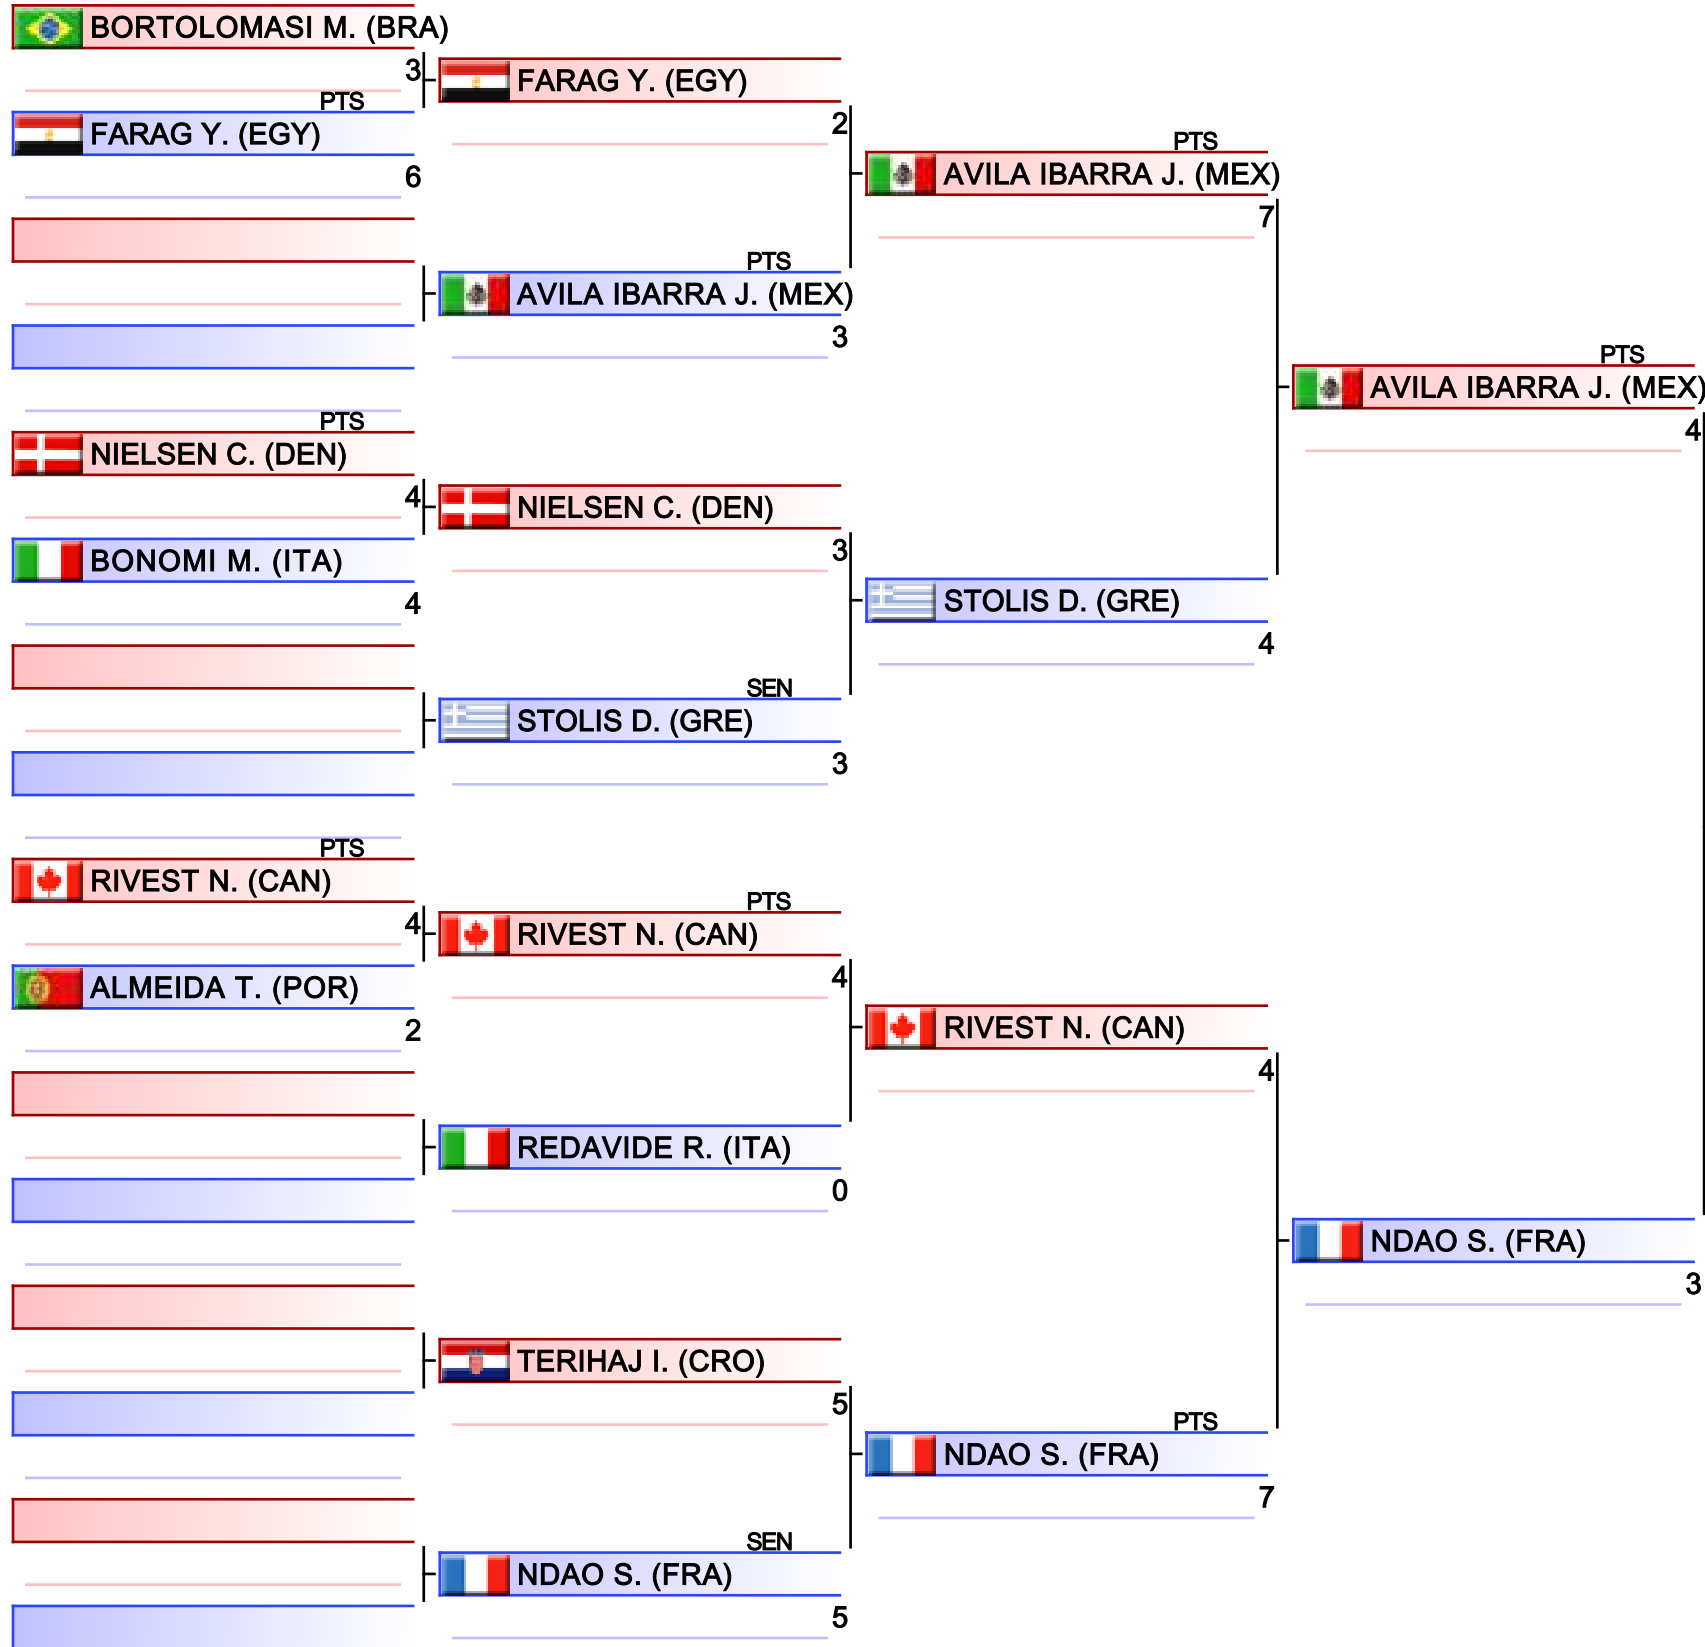 BORTOLOMASI M. (BRA)
3
PTS
FARAG Y. (EGY)
6
PTS
NIELSEN C. (DEN)
4
BONOMI M. (ITA)
4
PTS
RIVEST N. (CAN)
4
ALMEIDA T. (POR)
2
FARAG Y. (EGY)
2
PTS
AVILA IBARRA J. (MEX)
3
NIELSEN C. (DEN)
3
SEN
STOLIS D. (GRE)
3
PTS
RIVEST N. (CAN)
4
REDAVIDE R. (ITA)
0
TERIHAJ I. (CRO)
5
SEN
NDAO S. (FRA)
5
PTS
AVILA IBARRA J. (MEX)
7
STOLIS D. (GRE)
4
RIVEST N. (CAN)
4
PTS
NDAO S. (FRA)
7
PTS
AVILA IBARRA J. (MEX)
4
NDAO S. (FRA)
3